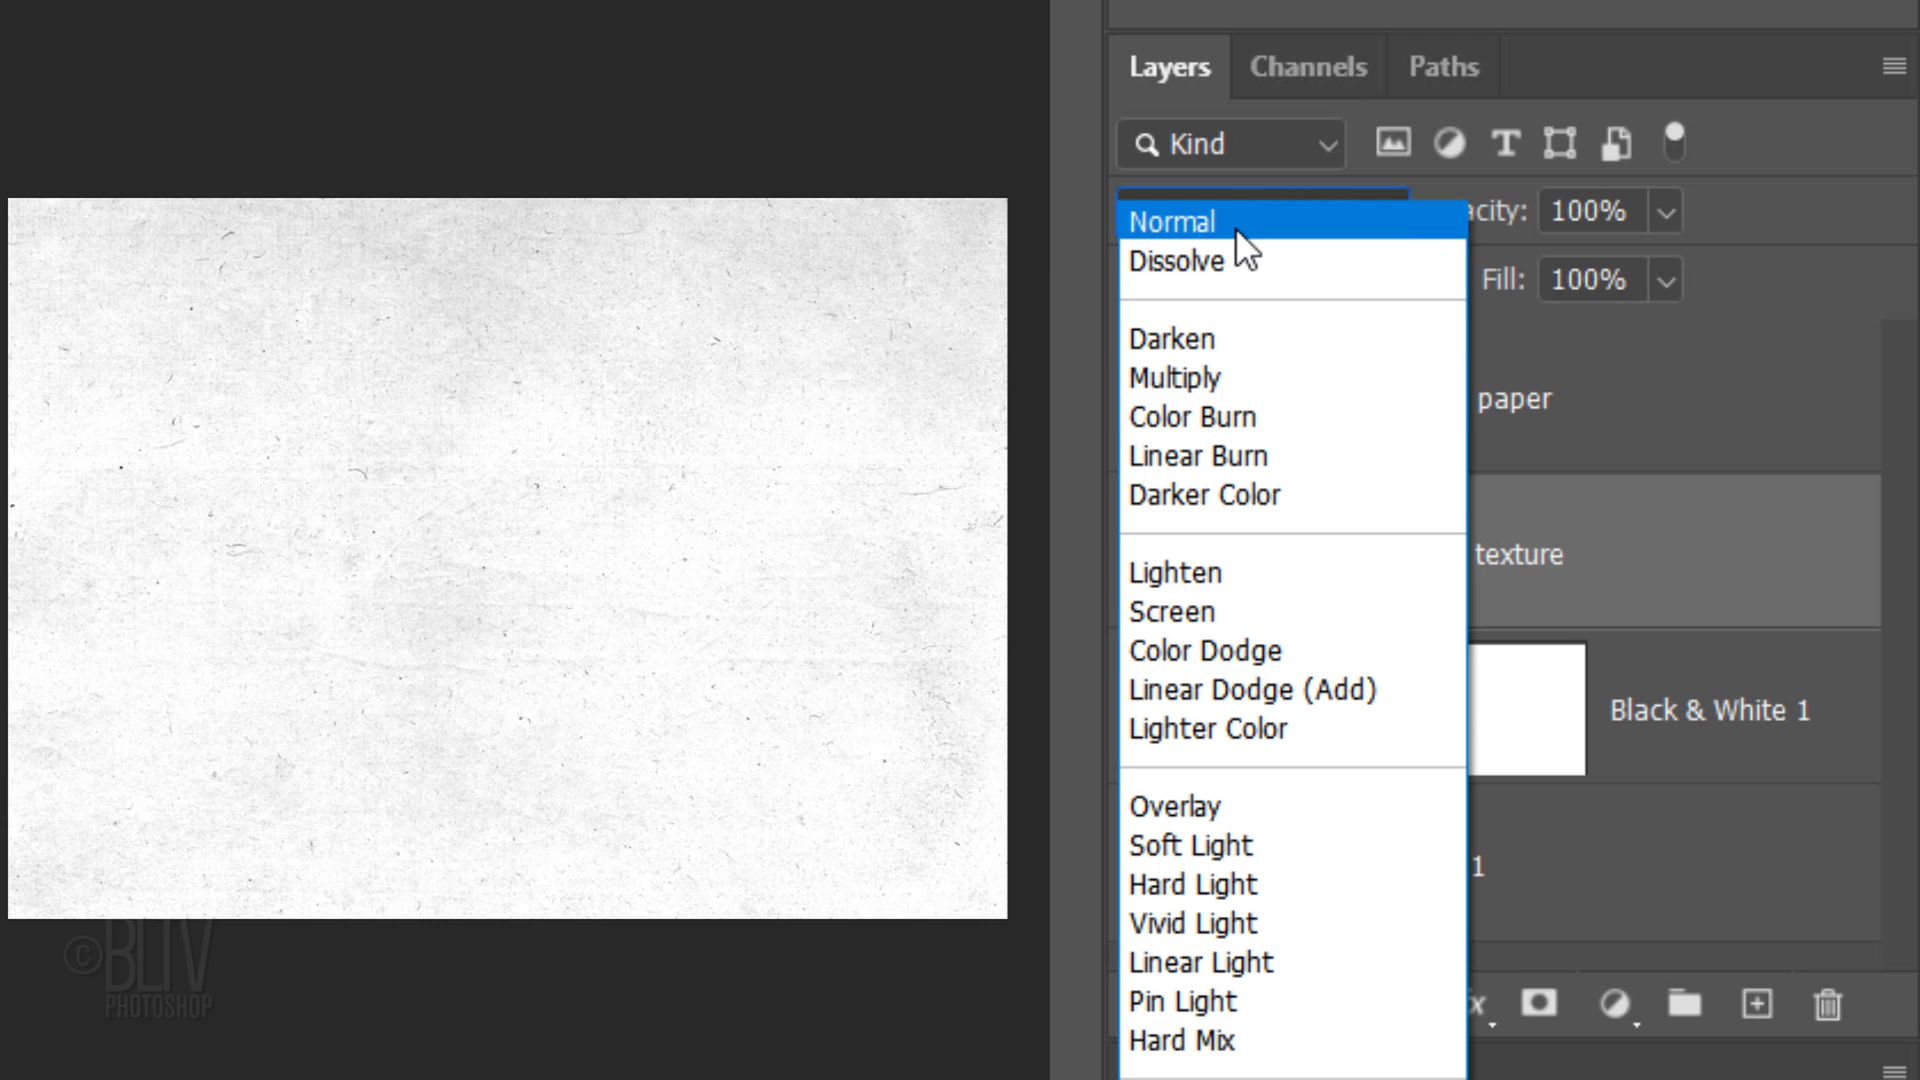 Layers Channels Paths
Kind
Normal
acity: 100%
Dissolve
Fill: 100%
Darken
Multiply
Color Burn
Linear Burn
Darker Color
Lighten
Screen
Color Dodge
Linear Dodge (Add)
Lighter Color
Overlay
Soft Light
Hard Light
Vivid Light
Linear Light
Pin Light
Hard Mix
paper
texture
Black & White 1
1
x
©BLTV
PHOTOSHOP